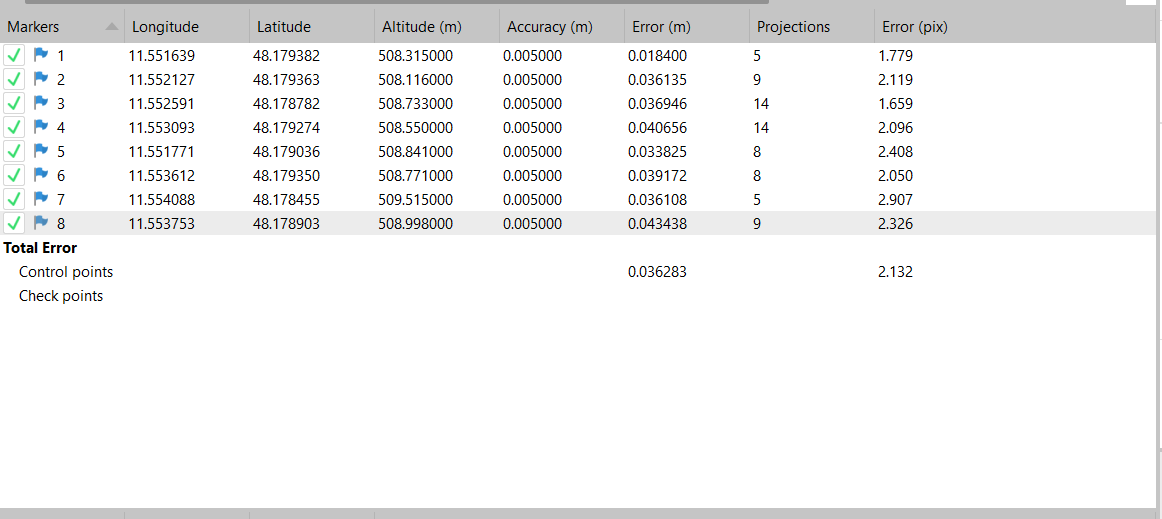 Markers Longitude Latitude Altitude (m) Accuracy (m) Error (m) Projections Error (pix)
1 11.551639 48.179382 508.315000 0.005000 0.018400 5 1.779
2 11.552127 48.179363 508.116000 0.005000 0.036135 9 2.119
3 11.552591 48.178782 508.733000 0.005000 0.036946 14 1.659
4 11.553093 48.179274 508.550000 0.005000 0.040656 14 2.096
5 11.551771 48.179036 508.841000 0.005000 0.033825 8 2.408
6 11.553612 48.179350 508.771000 0.005000 0.039172 8 2.050
7 11.554088 48.178455 509.515000 0.005000 0.036108 5 2.907
8 11.553753 48.178903 508.998000 0.005000 0.043438 9 2.326
Total Error
Control points 0.036283 2.132
Check points